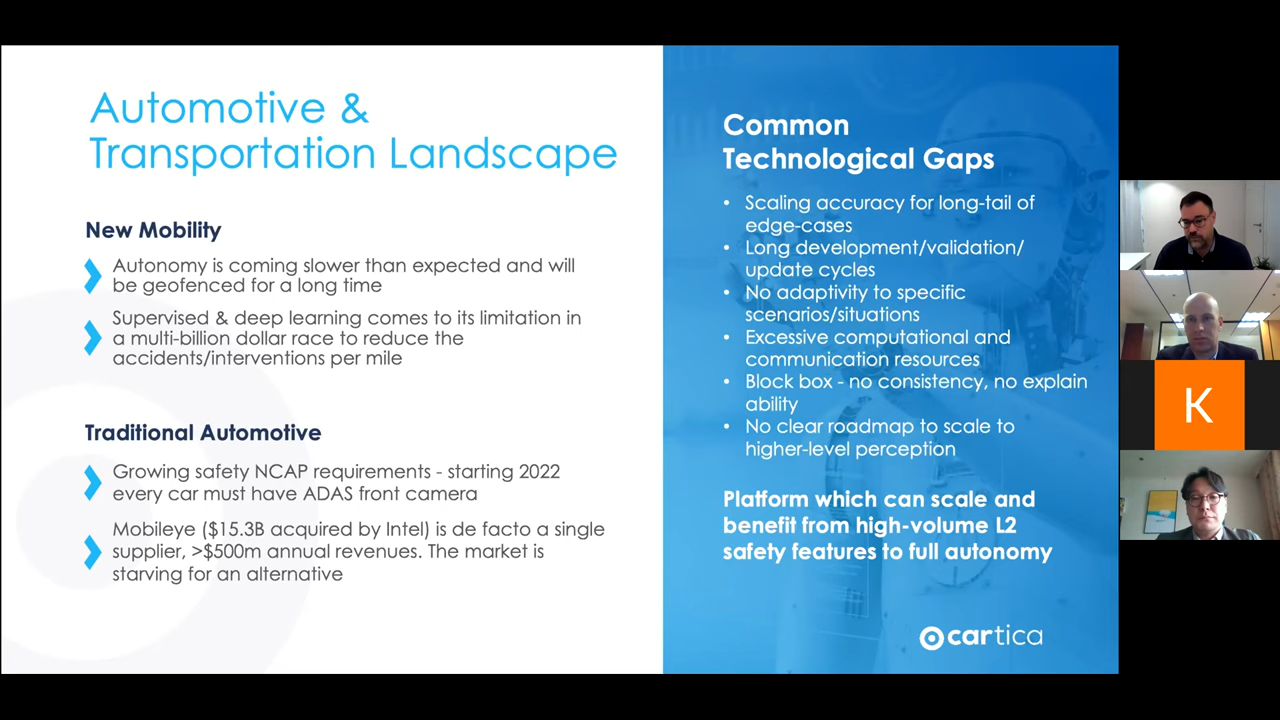 Automotive &
Transportation Landscape
New Mobility
Autonomy is coming slower than expected and will
be geofenced for a long time
Supervised & deep learning comes to its limitation in
a multi-billion dollar race to reduce the
accidents/interventions per mile
Traditional Automotive
Growing safety NCAP requirements - starting 2022
every car must have ADAS front camera
Mobileye ($15.3B acquired by Intel) is de facto a single
supplier, >$500m annual revenues. The market is
starving for an alternative
Common
Technological Gaps
• Scaling accuracy for long-tail of
edge-cases
• Long development/validation/
update cycles
• No adaptivity to specific
scenarios/situations
• Excessive computational and
communication resources
• Block box - no consistency, no explain
ability
• No clear roadmap to scale to
higher-level perception
Platform which can scale and
benefit from high-volume L2
safety features to full autonomy
cartica
K